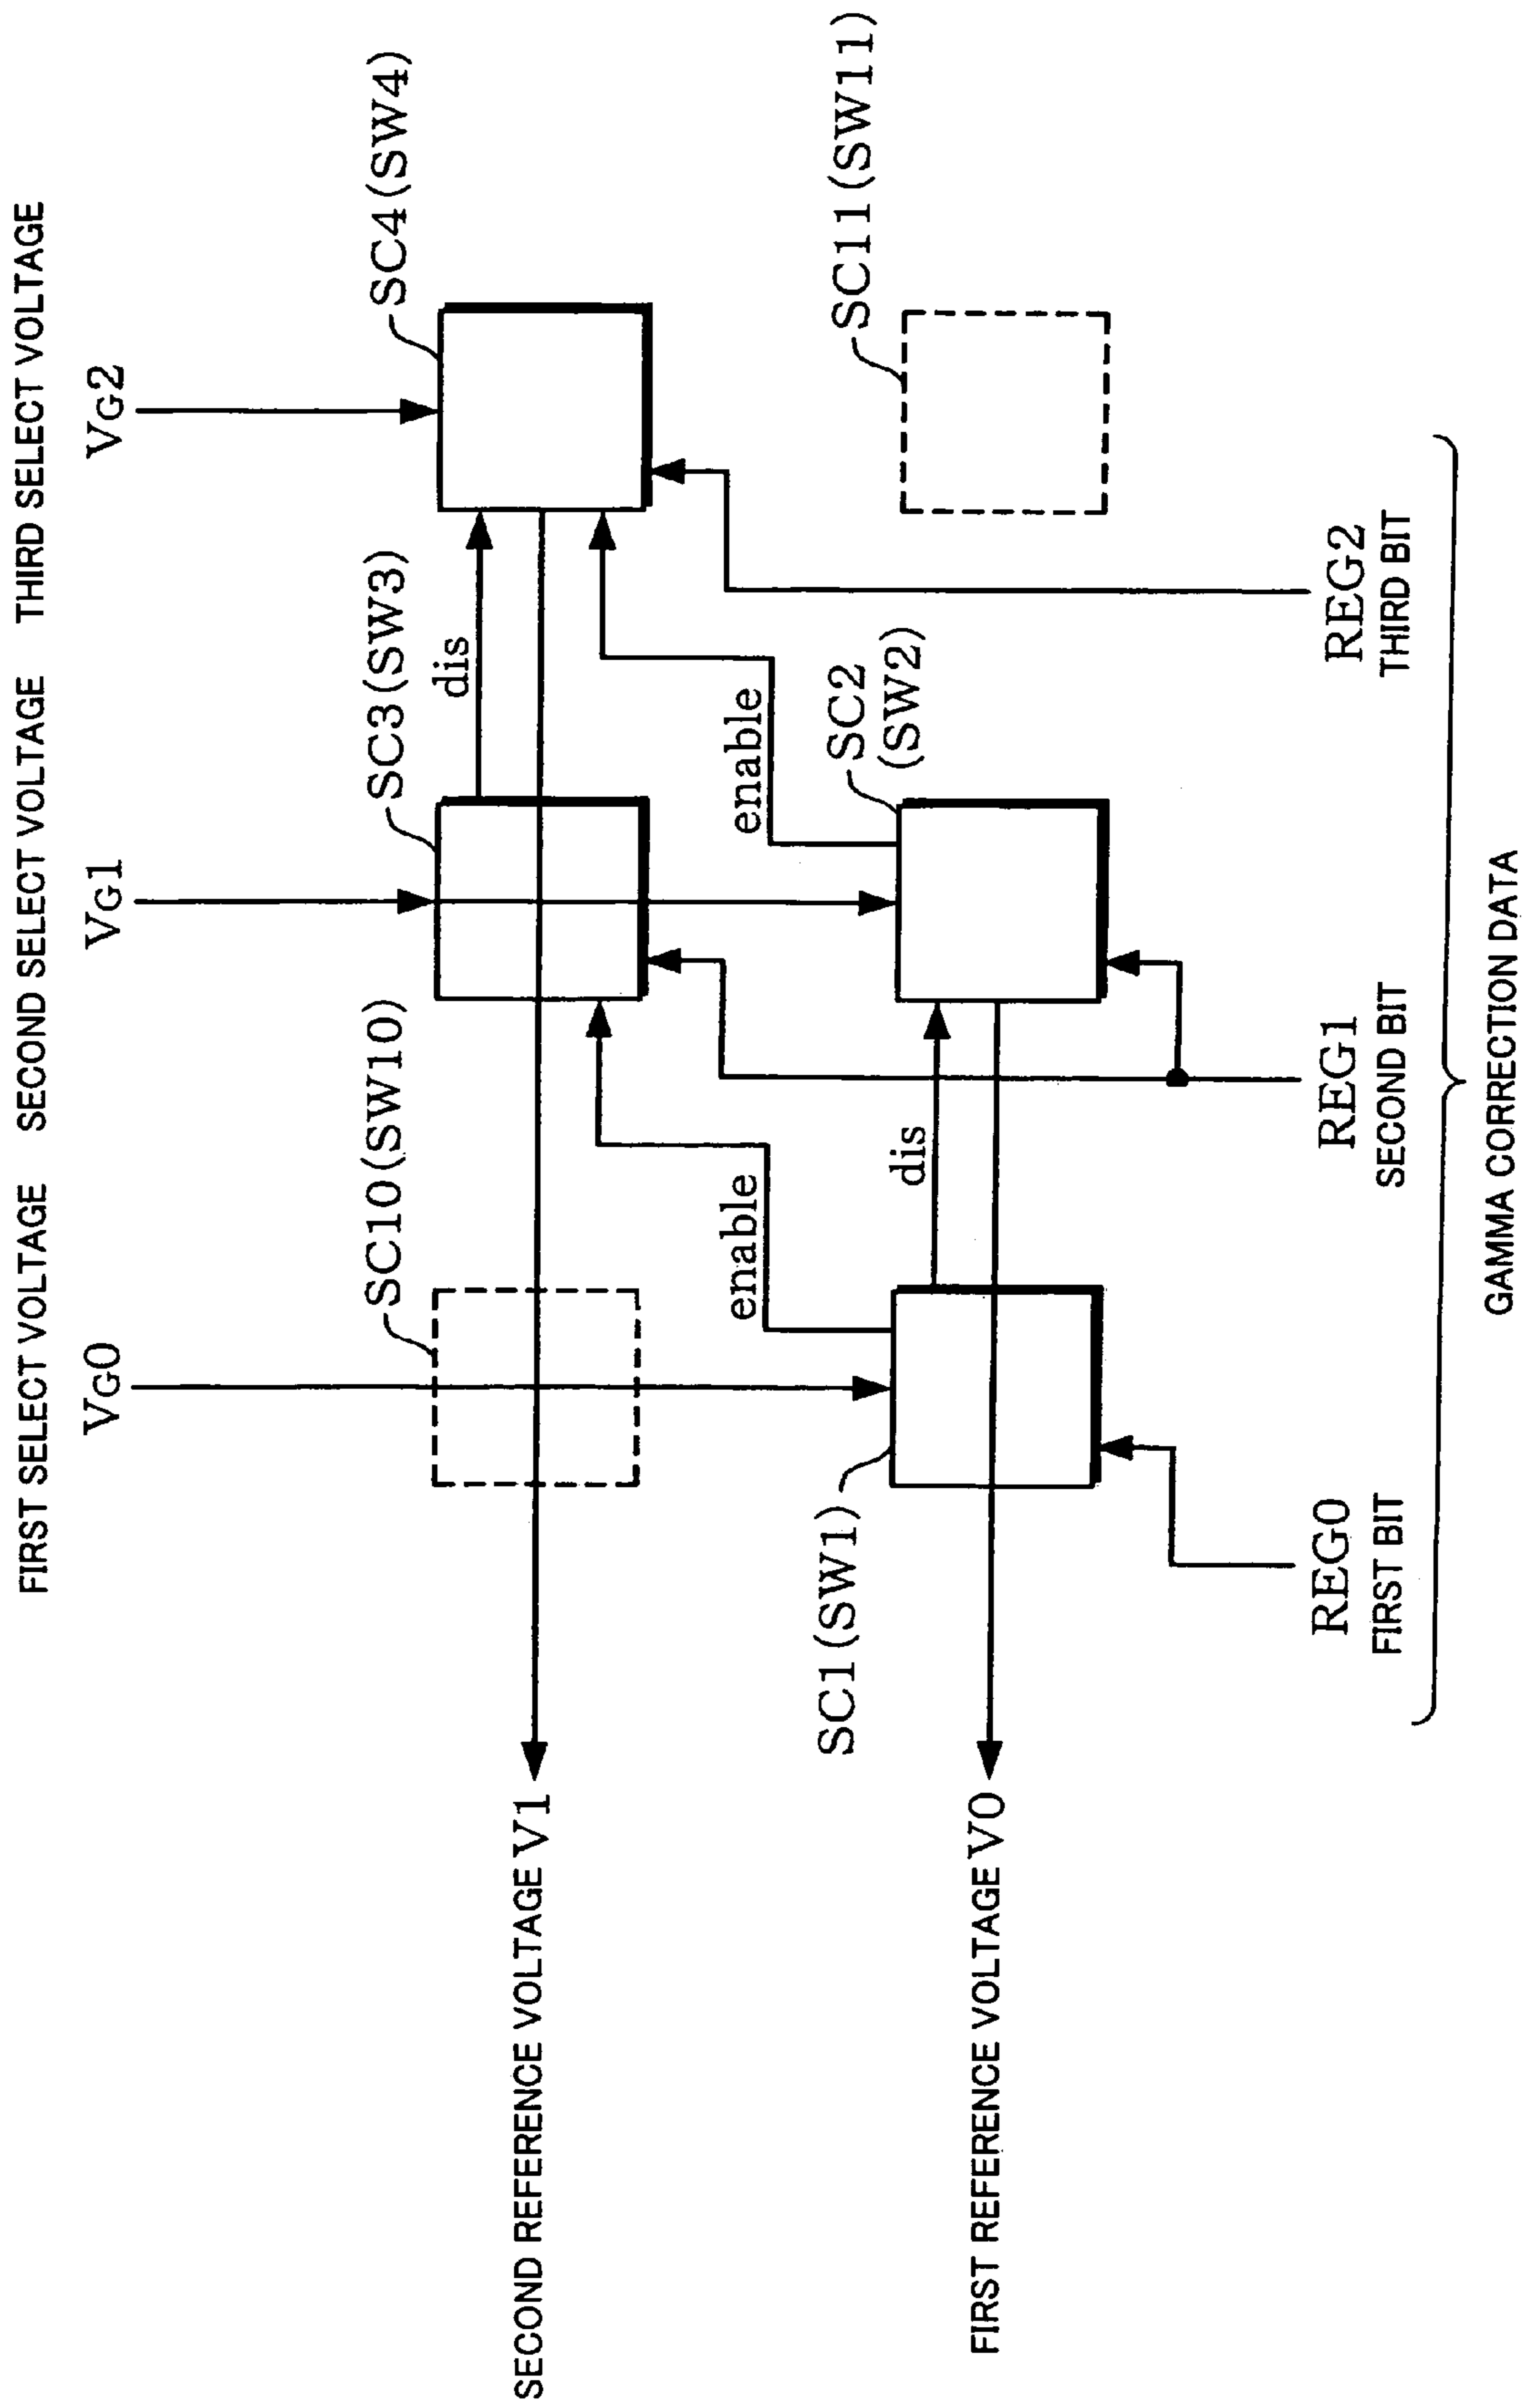 FIRST SELECT VOLTAGE SECOND SELECT VOLTAGE THIRD SELECT VOLTAGE
VG0 VG1 VG2
SC10(SW10) SC3(SW3) SC4(SW4)
dis
SECOND REFERENCE VOLTAGE V1
enable enable
SC1(SW1) SC2 SC11(SW11)
(SW2)
dis
FIRST REFERENCE VOLTAGE V0
REG0 REG1 REG2
FIRST BIT SECOND BIT THIRD BIT
GAMMA CORRECTION DATA